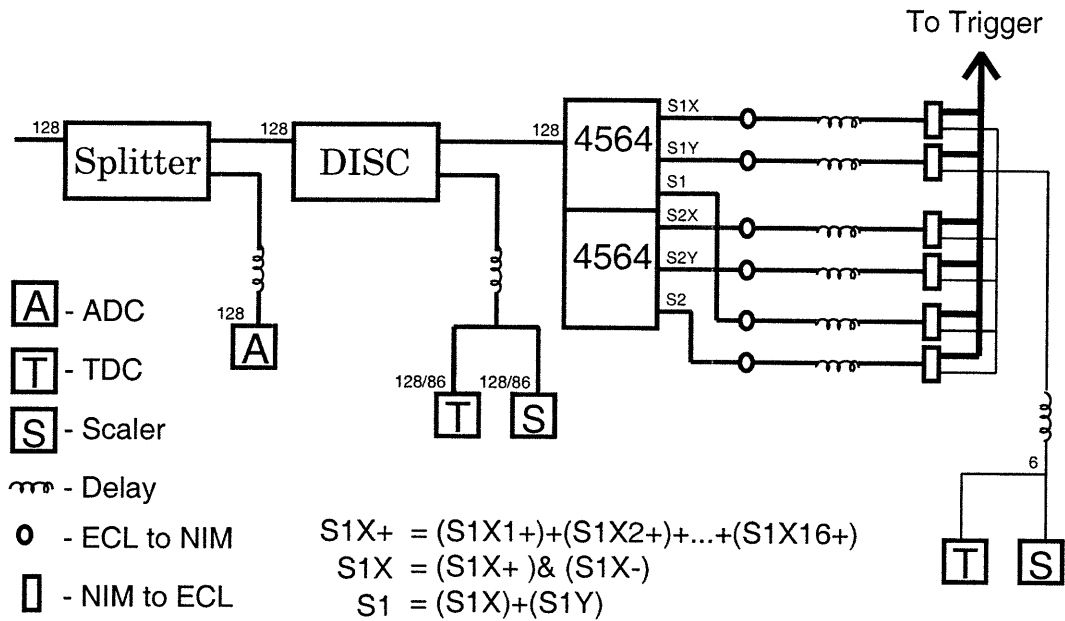 To Trigger
128
Splitter
128
DISC
128
4564
4564
S1X
S1Y
S1
S2X
S2Y
S2
128
A
128/86
128/86
T
S
6
T
S
A - ADC
T - TDC
S - Scaler
- Delay
- ECL to NIM
- NIM to ECL
S1X+ = (S1X1+)+(S1X2+)+...+(S1X16+)
S1X = (S1X+ )& (S1X-)
S1 = (S1X)+(S1Y)